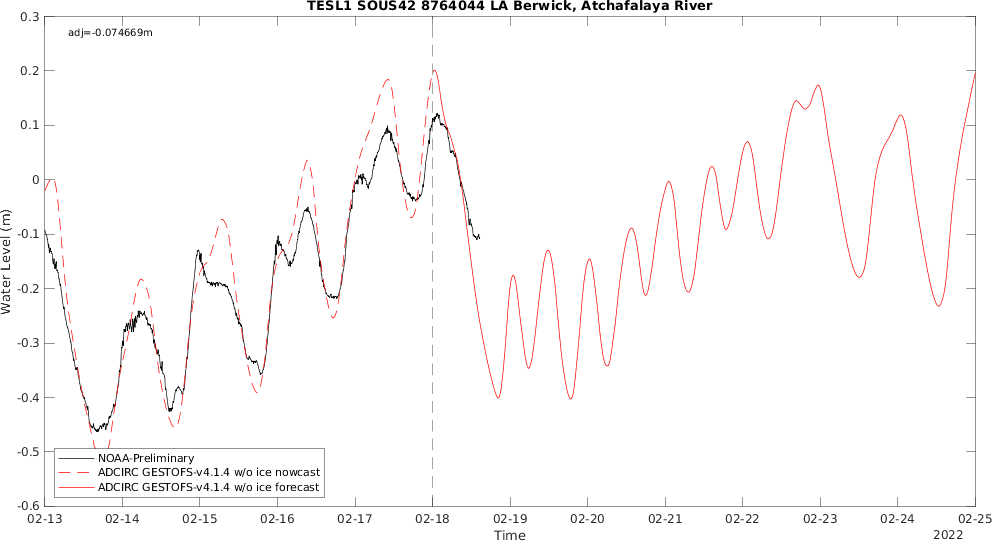 TESL1 SOUS42 8764044 LA Berwick, Atchafalaya River
adj=-0.074669m
0.3
0.2
0.1
0
-0.1
-0.2
-0.3
-0.4
-0.5
-0.6
Water Level (m)
NOAA-Preliminary
ADCIRC GESTOFS-v4.1.4 w/o ice nowcast
ADCIRC GESTOFS-v4.1.4 w/o ice forecast
02-13 02-14 02-15 02-16 02-17 02-18 02-19 02-20 02-21 02-22 02-23 02-24 02-25
Time
2022